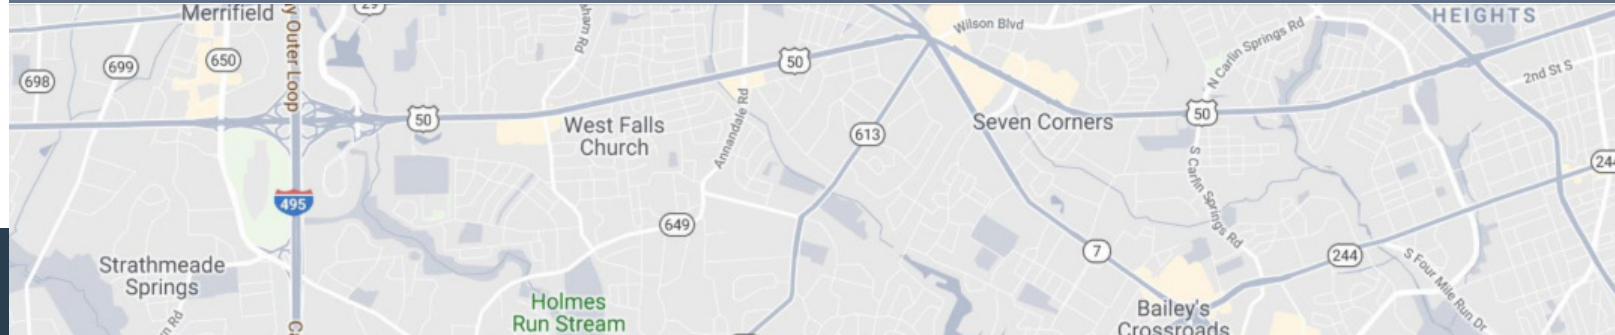 Merrifield
29
Wilson Blvd
HEIGHTS
y Outer Loop
N Carlin Springs Rd
650
699
698
50
2nd St S
50
50
West Falls
Church
Annandale Rd
613
Seven Corners
S Carlin Springs Rd
244
495
649
7
244
S Four Mile Run Dr
Strathmeade
Springs
Holmes
Run Stream
Bailey's
Crossroads